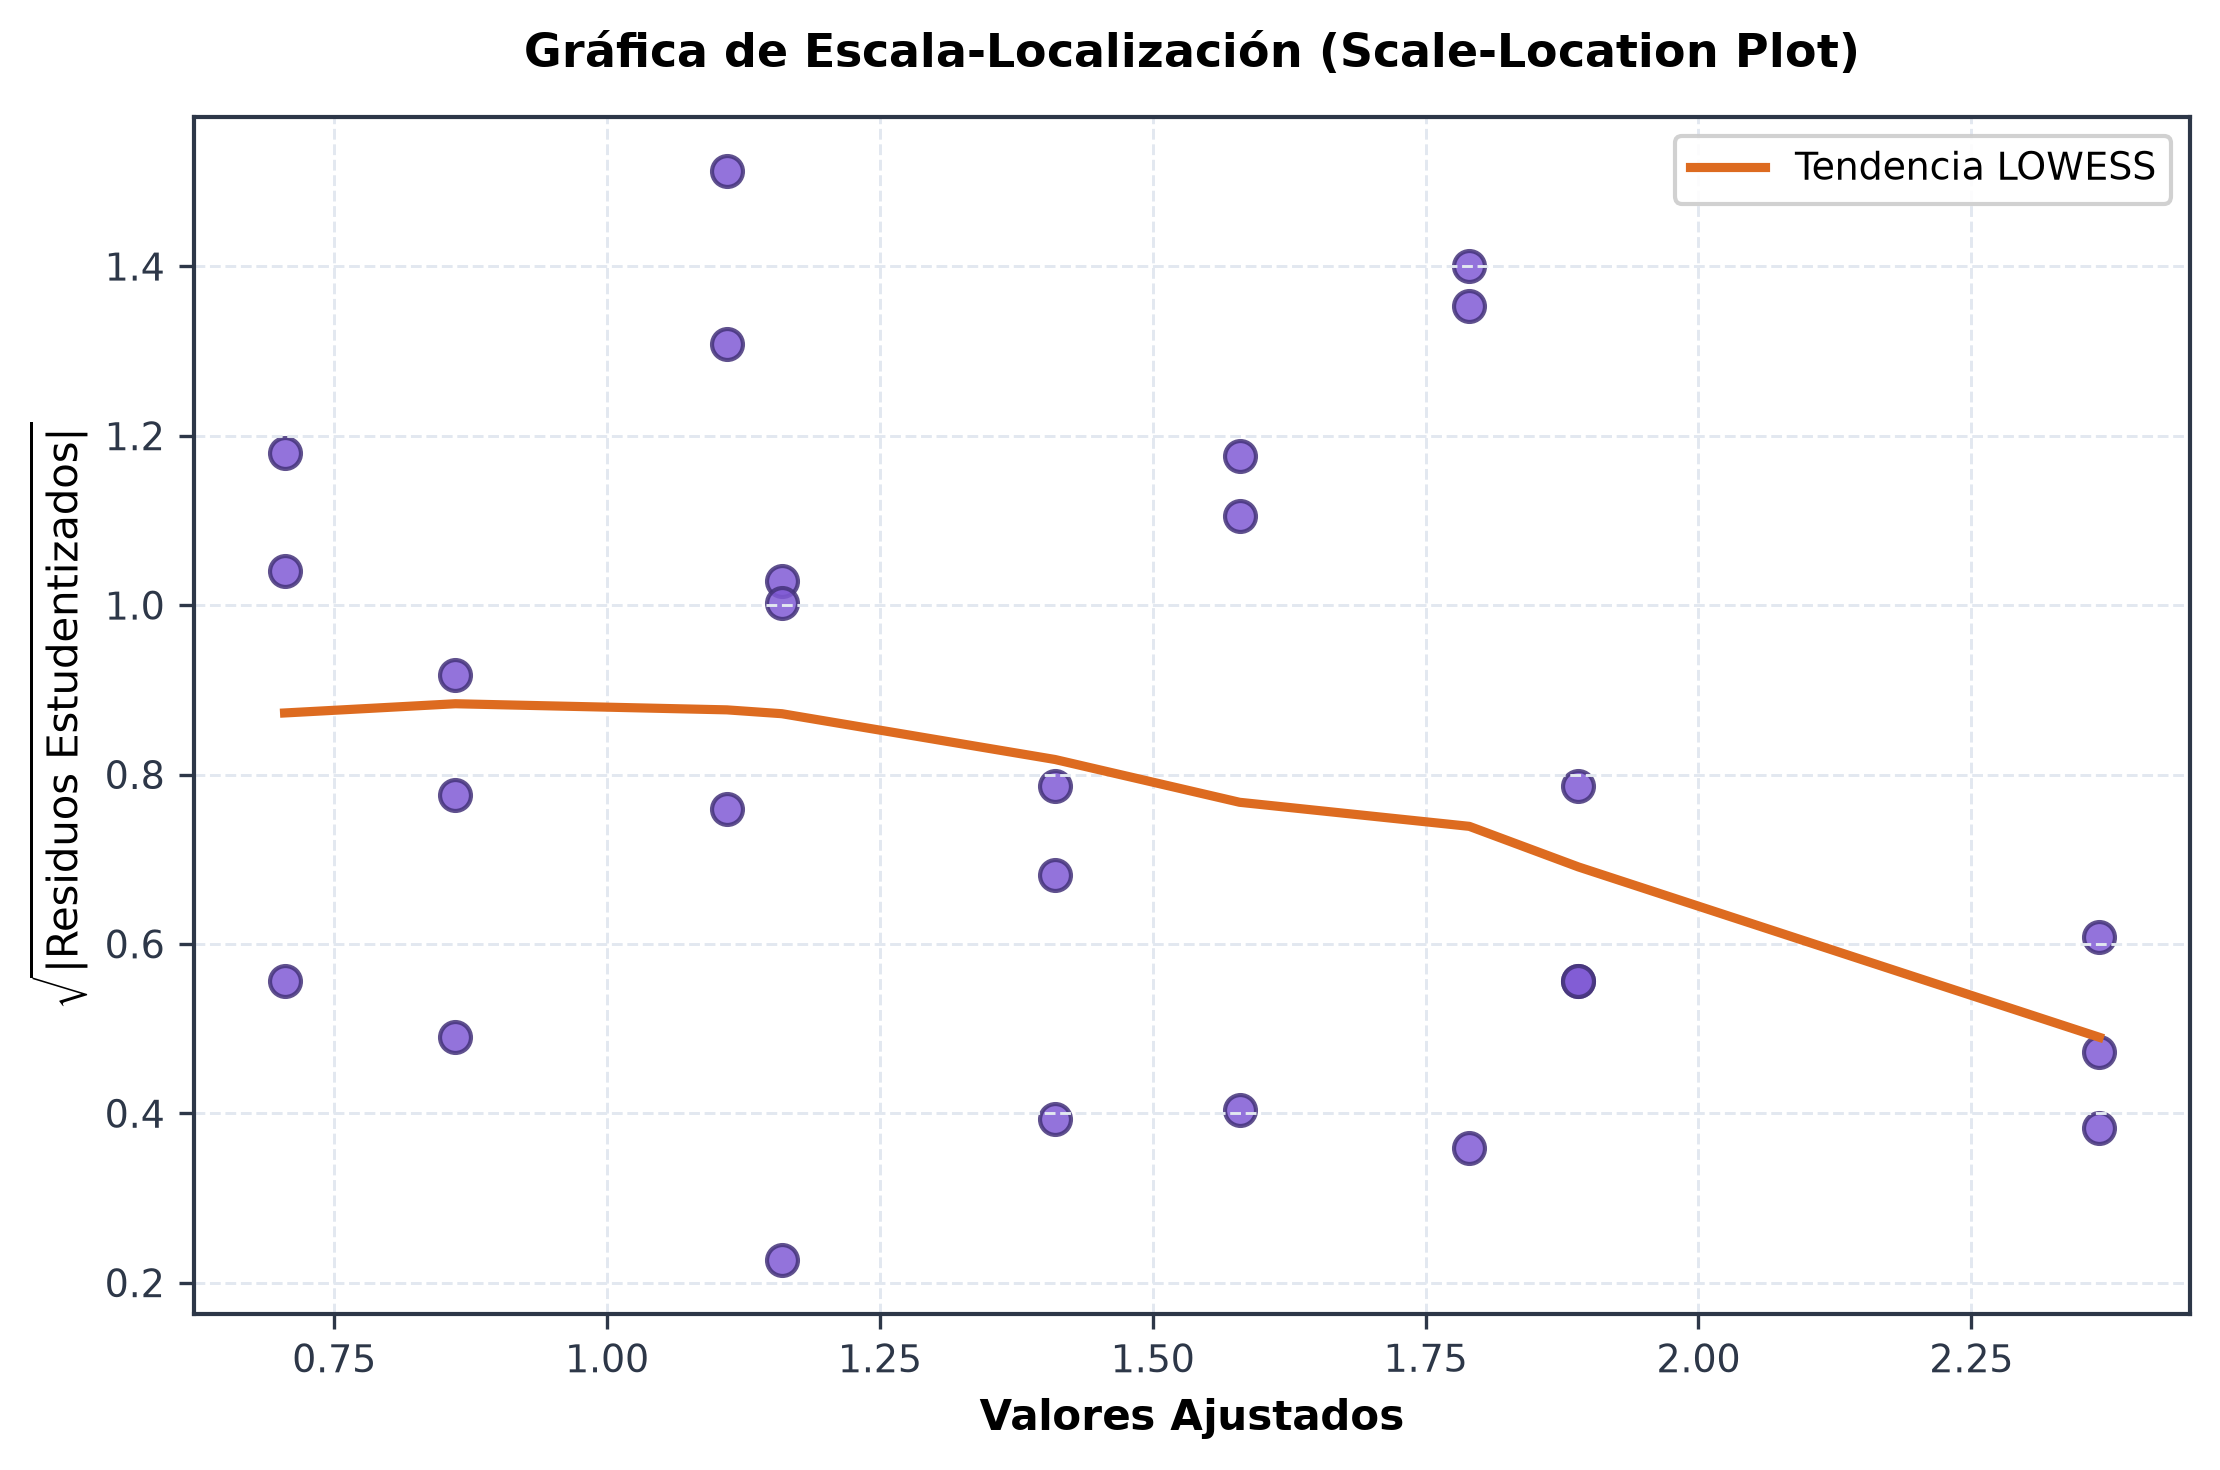 Gráfica de Escala-Localización (Scale-Location Plot)
Tendencia LOWESS
√|Residuos Estudentizados|
1.4
1.2
1.0
0.8
0.6
0.4
0.2
0.75 1.00 1.25 1.50 1.75 2.00 2.25
Valores Ajustados